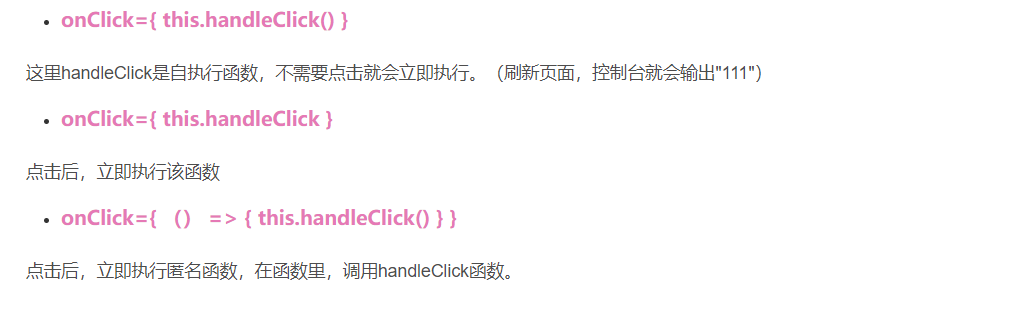 onClick={ this.handleClick() }
这里handleClick是自执行函数，不需要点击就会立即执行。（刷新页面，控制台就会输出"111"）
onClick={ this.handleClick }
点击后，立即执行该函数
onClick={ （） => { this.handleClick() } }
点击后，立即执行匿名函数，在函数里，调用handleClick函数。